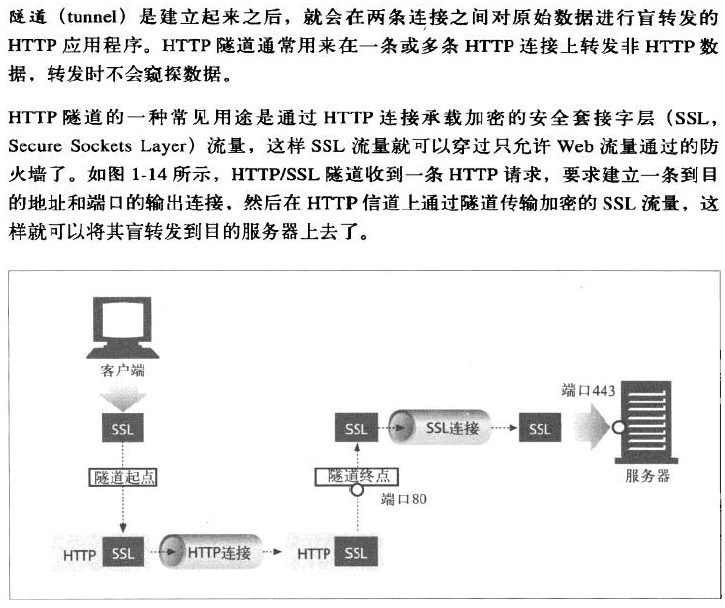 隧道（tunnel）是建立起来之后，就会在两条连接之间对原始数据进行盲转发的
HTTP 应用程序。HTTP 隧道通常用来在一条或多条 HTTP 连接上转发非 HTTP 数
据，转发时不会窥探数据。
HTTP 隧道的一种常见用途是通过 HTTP 连接承载加密的安全套接字层（SSL，
Secure Sockets Layer）流量，这样 SSL 流量就可以穿过只允许 Web 流量通过的防
火墙了。如图 1-14 所示，HTTP/SSL 隧道收到一条 HTTP 请求，要求建立一条到目
的地址和端口的输出连接，然后在 HTTP 信道上通过隧道传输加密的 SSL 流量，这
样就可以将其盲转发到目的服务器上去了。
客户端
端口443
SSL
SSL
SSL连接
SSL
隧道起点
隧道终点
服务器
端口80
HTTP
SSL
HTTP连接
HTTP
SSL